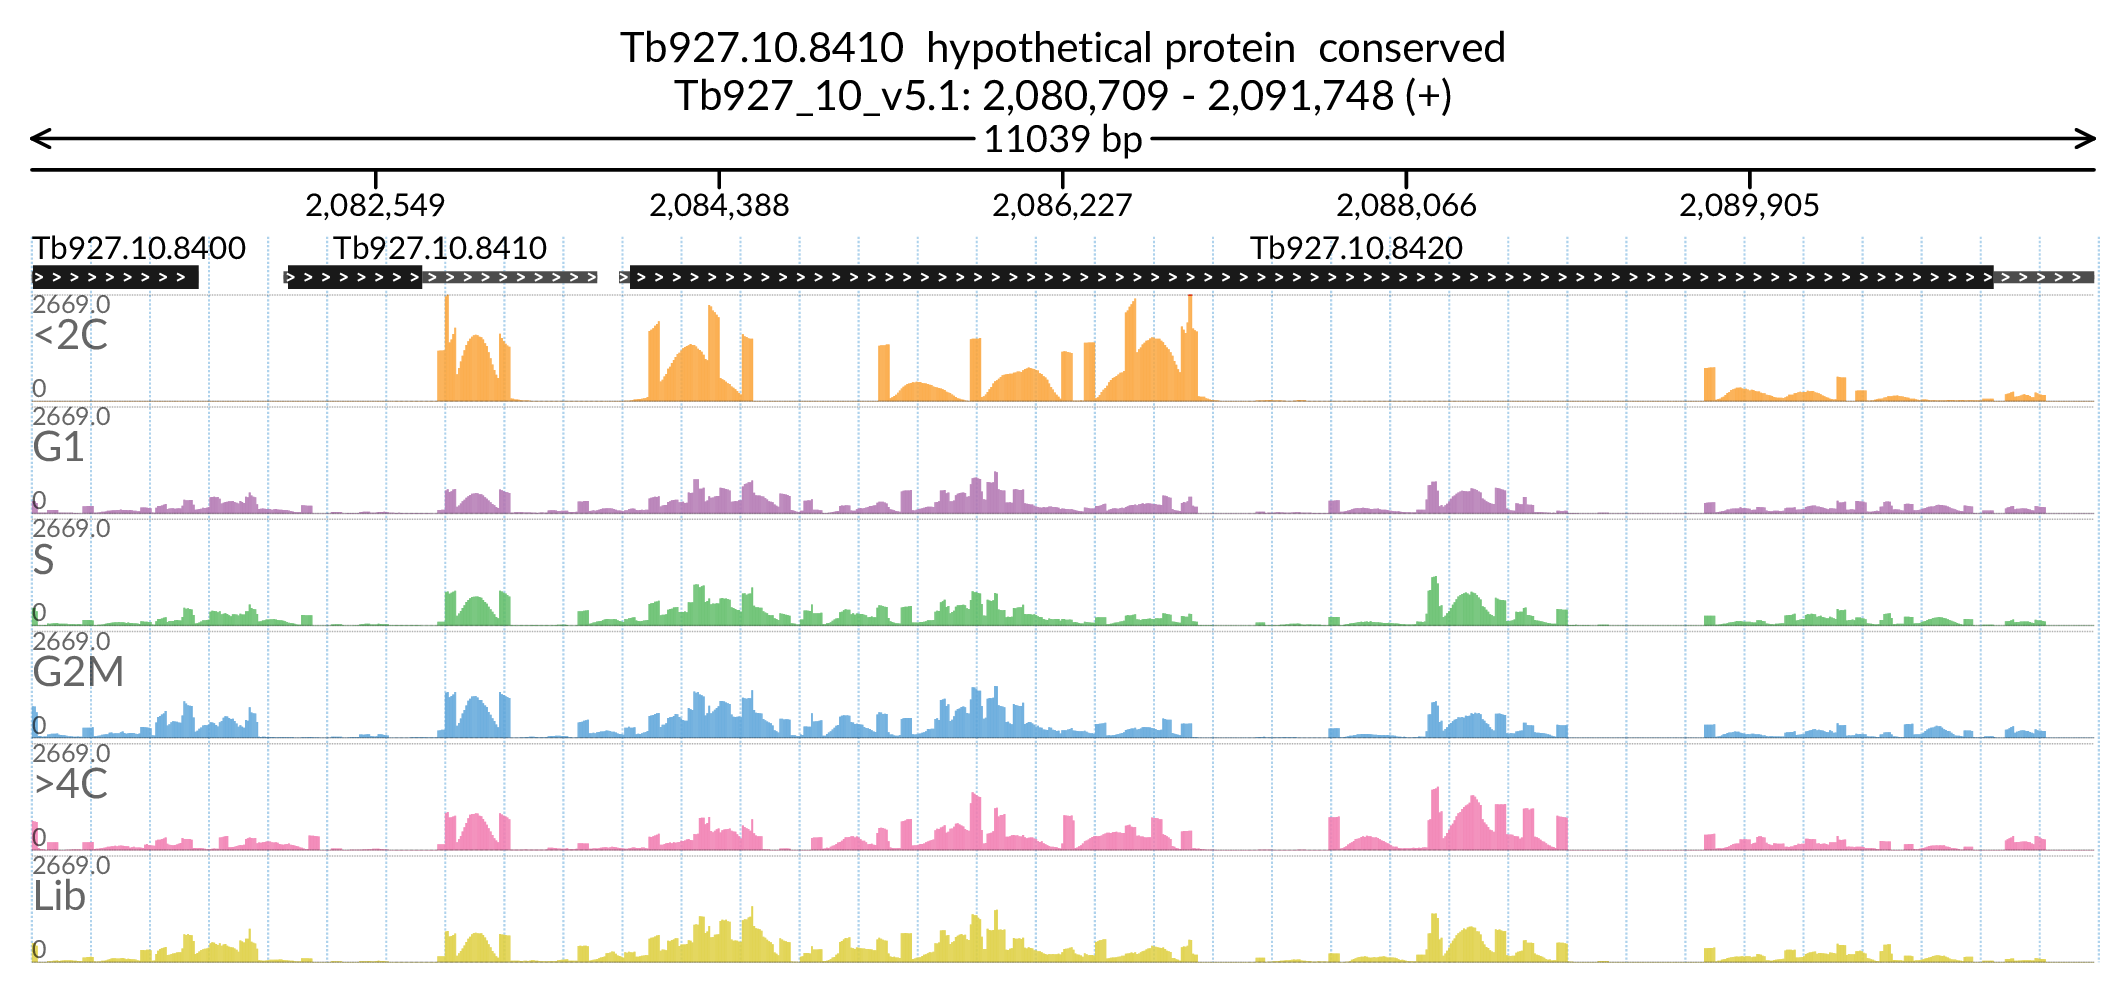 Tb927.10.8410  hypothetical protein  conserved
Tb927_10_v5.1: 2,080,709 - 2,091,748 (+)
11039 bp
2,082,549 2,084,388 2,086,227 2,088,066 2,089,905
Tb927.10.8400 Tb927.10.8410 Tb927.10.8420
2669.0
<2C
0
2669.0
G1
0
2669.0
S
0
2669.0
G2M
0
2669.0
>4C
0
2669.0
Lib
0